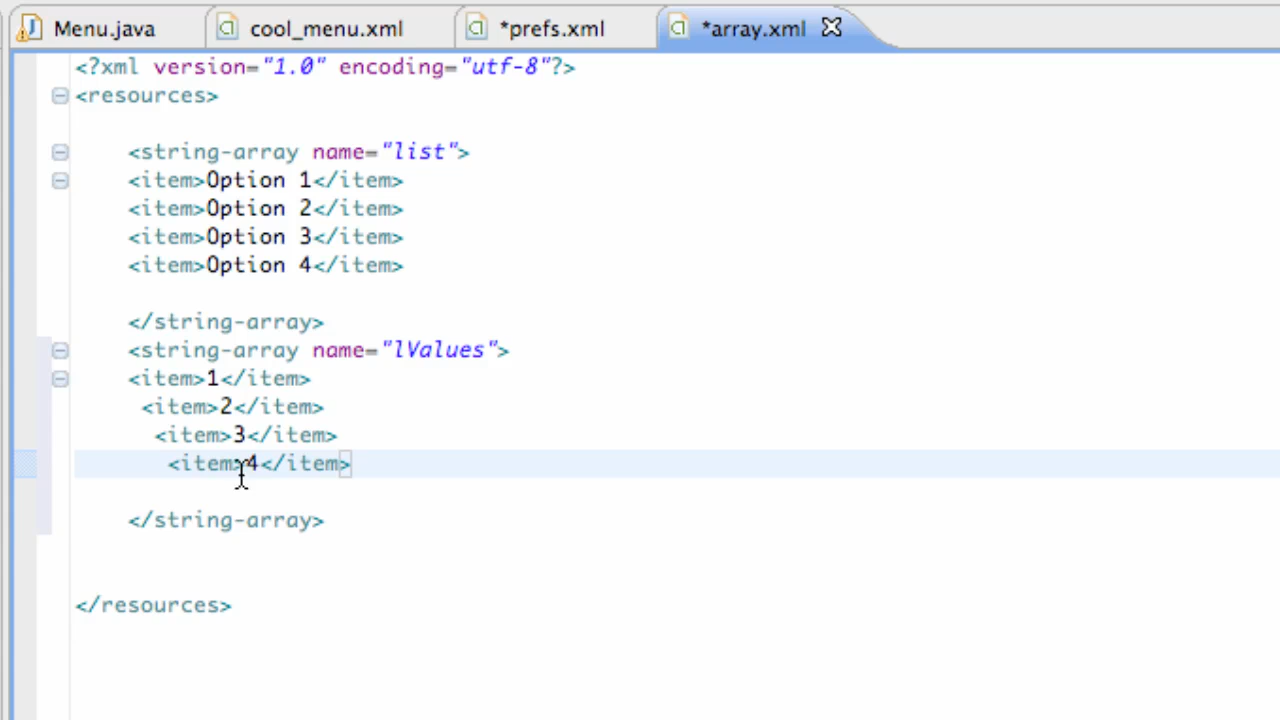 Menu.java cool_menu.xml *prefs.xml *array.xml
<?xml version="1.0" encoding="utf-8"?>
<resources>
<string-array name="list">
<item>Option 1</item>
<item>Option 2</item>
<item>Option 3</item>
<item>Option 4</item>
</string-array>
<string-array name="lValues">
<item>1</item>
<item>2</item>
<item>3</item>
<item>4</item>
</string-array>
</resources>